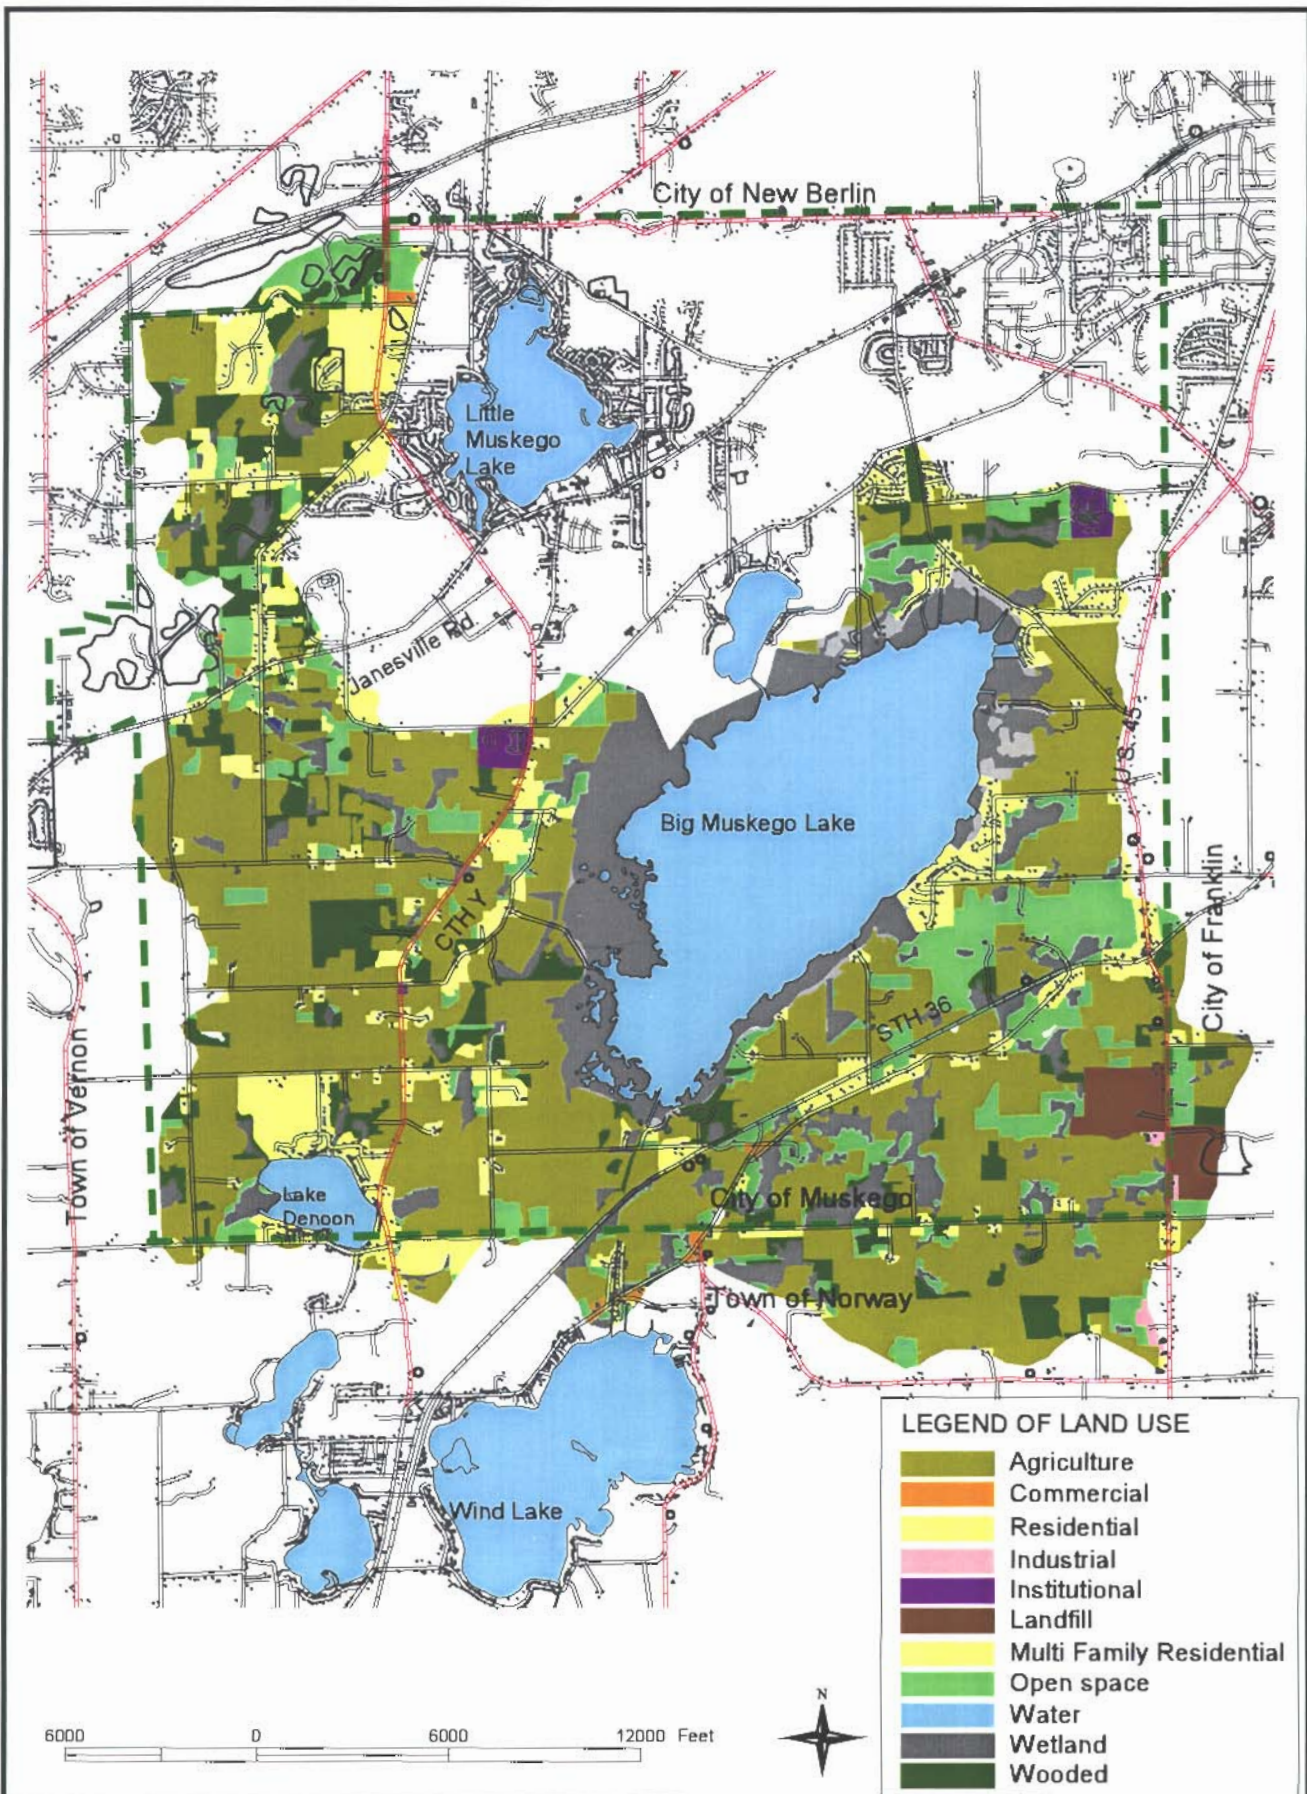 City of New Berlin
Little
Muskego
Lake
Janesville Rd.
U.S. 45
Big Muskego Lake
CTH Y
City of Franklin
STH 36
Town of Vernon
Lake
Denoon
City of Muskego
Town of Norway
Wind Lake
LEGEND OF LAND USE
Agriculture
Commercial
Residential
Industrial
Institutional
Landfill
Multi Family Residential
Open space
Water
Wetland
Wooded
N
6000 0 6000 12000 Feet